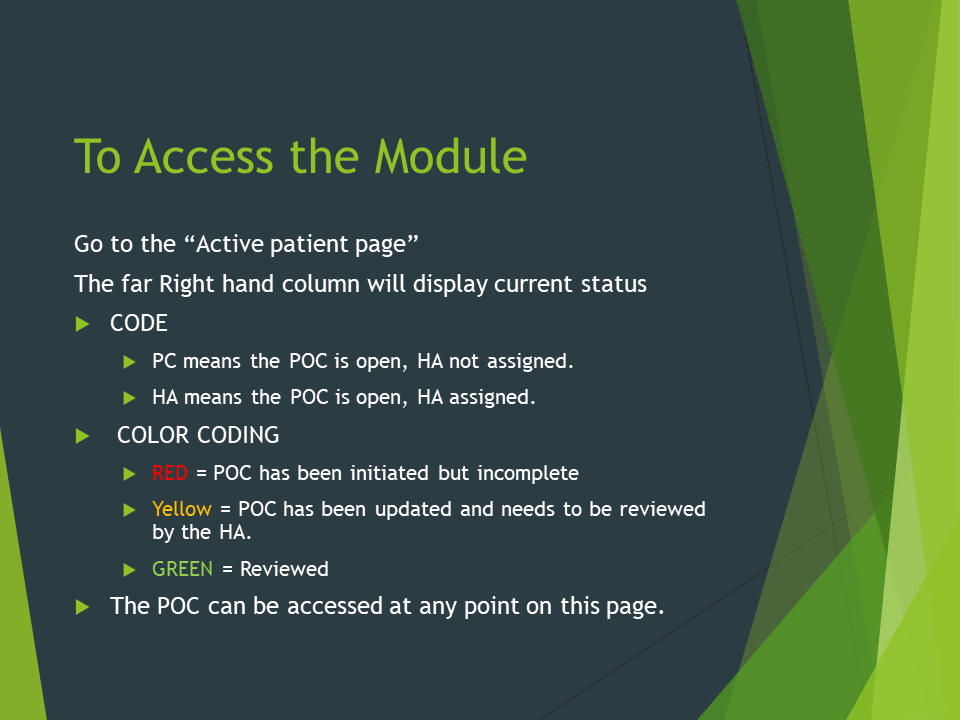 To Access the Module
Go to the “Active patient page”
The far Right hand column will display current status
CODE
PC means the POC is open, HA not assigned.
HA means the POC is open, HA assigned.
COLOR CODING
RED = POC has been initiated but incomplete
Yellow = POC has been updated and needs to be reviewed
by the HA.
GREEN = Reviewed
The POC can be accessed at any point on this page.